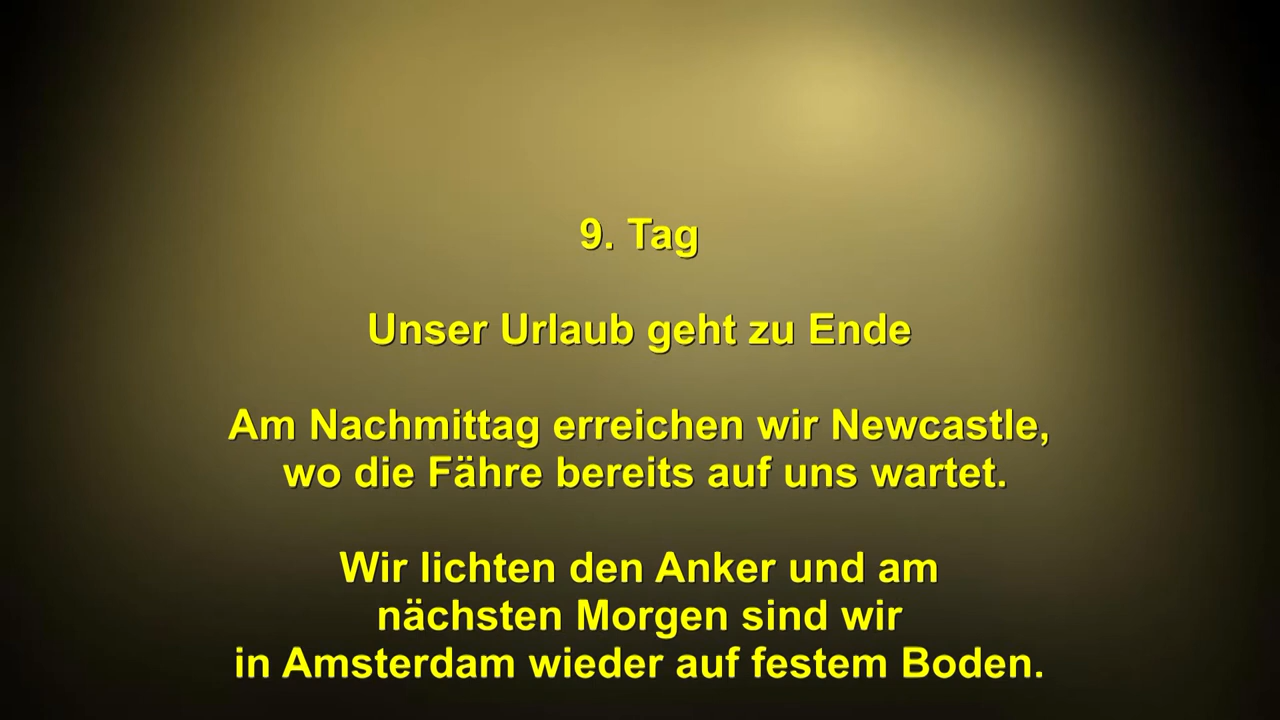 9. Tag
Unser Urlaub geht zu Ende
Am Nachmittag erreichen wir Newcastle,
wo die Fähre bereits auf uns wartet.
Wir lichten den Anker und am
nächsten Morgen sind wir
in Amsterdam wieder auf festem Boden.